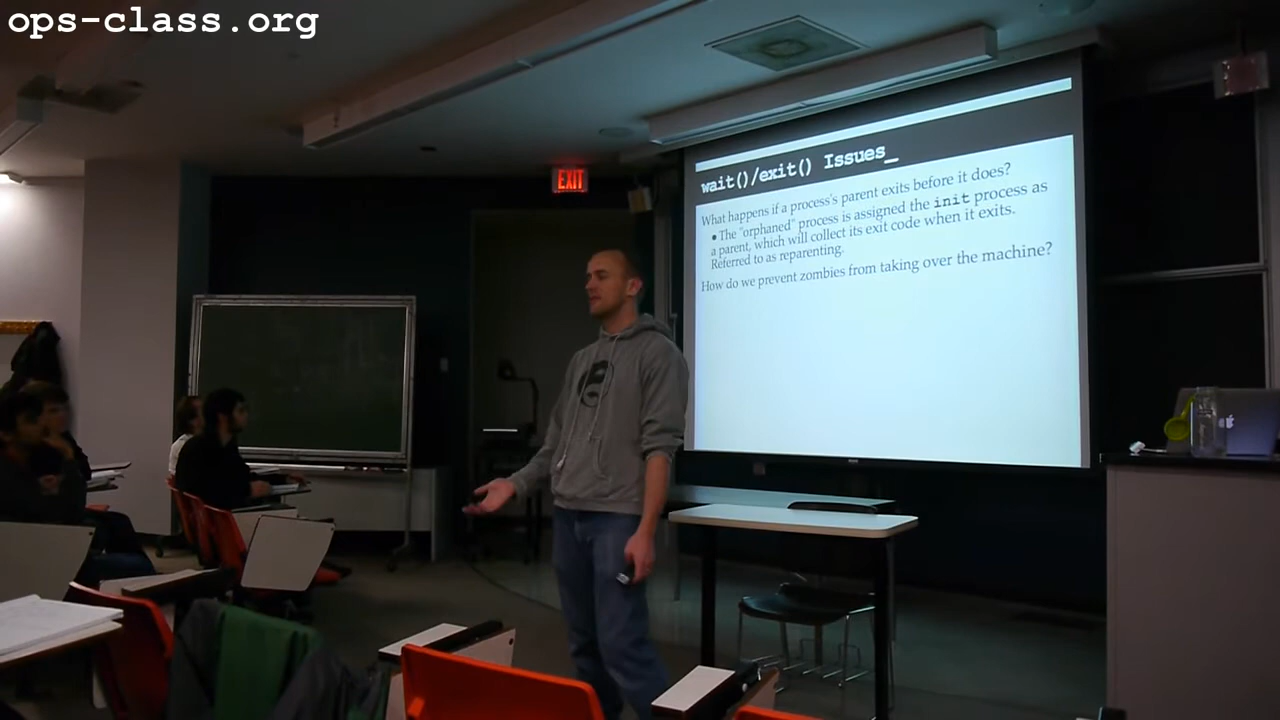 ops-class.org
EXIT
wait()/exit() Issues_
What happens if a process's parent exits before it does?
• The "orphaned" process is assigned the init process as
a parent, which will collect its exit code when it exits.
Referred to as reparenting.
How do we prevent zombies from taking over the machine?